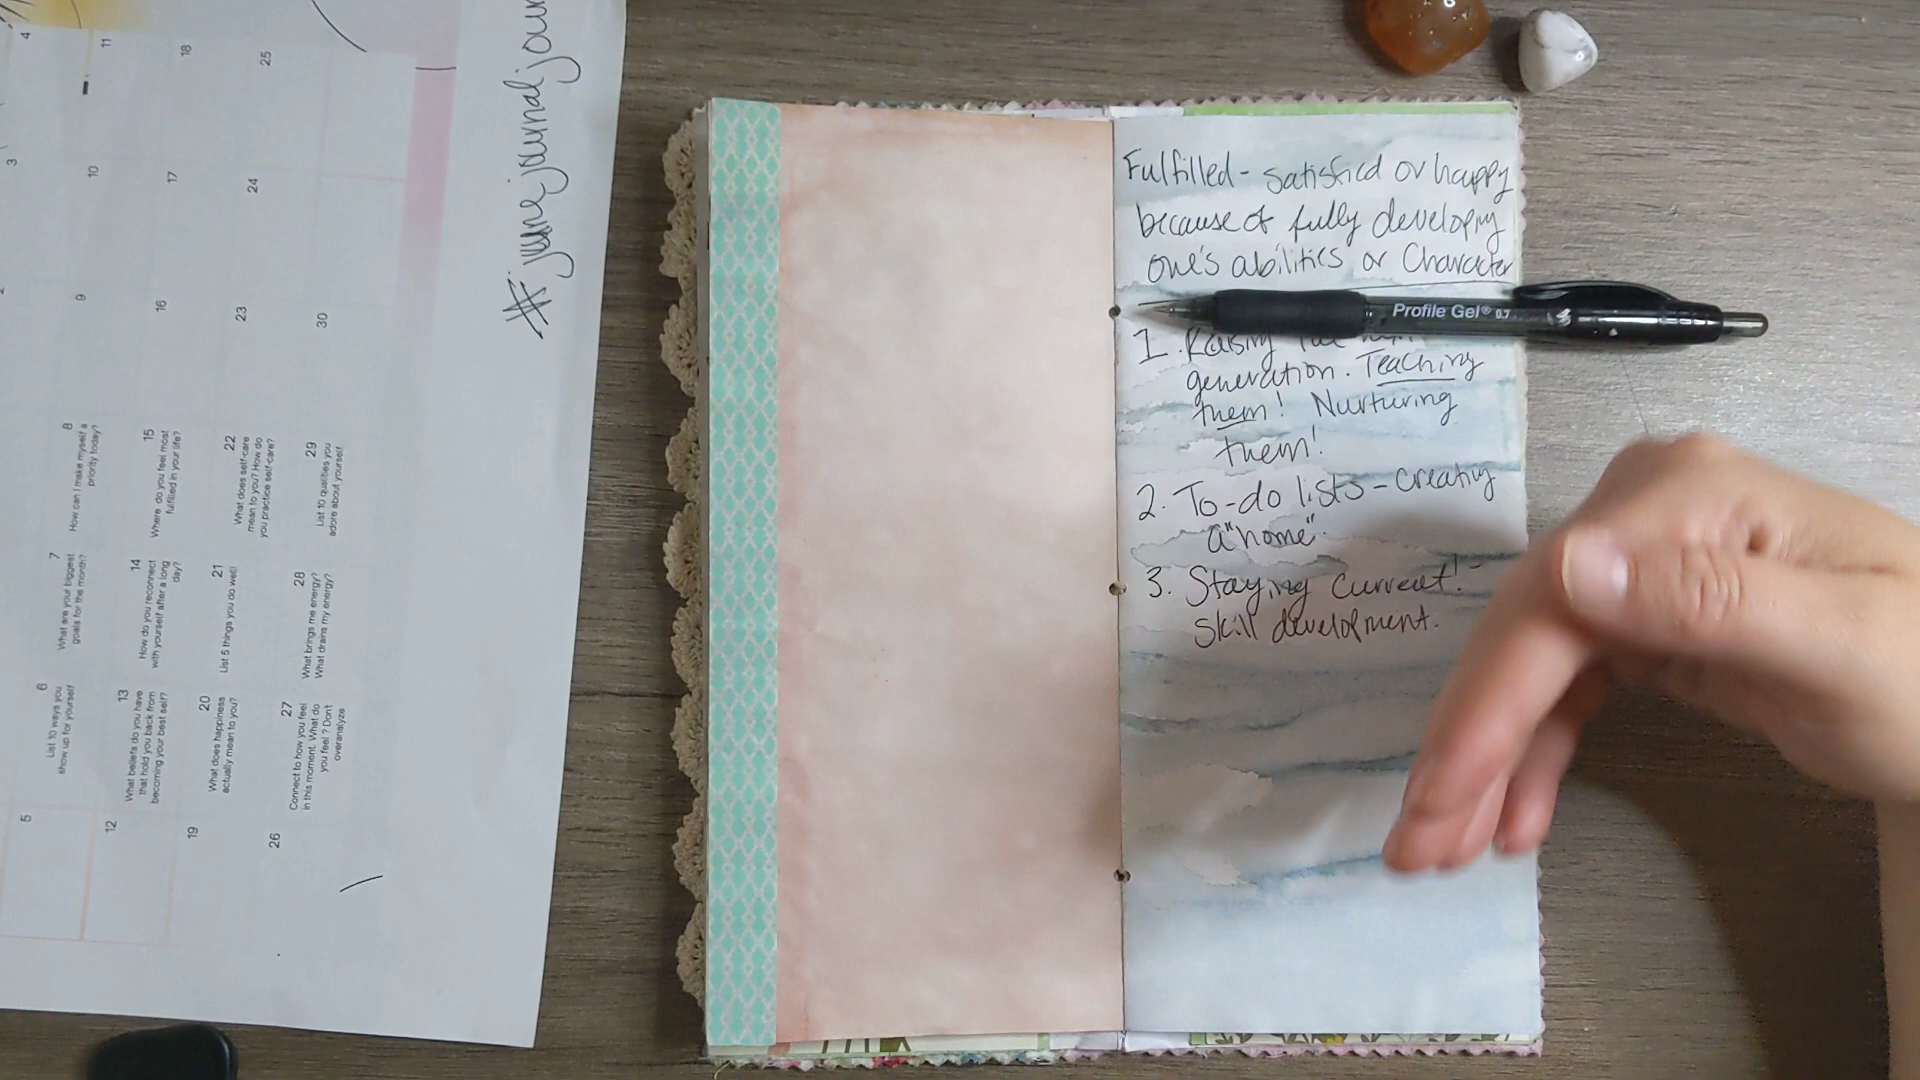 Fulfilled - satisfied or happy
because of fully developing
one's abilities or Character
Profile Gel® 0.7
1. Raising
generation. Teaching
them! Nurturing
them!
2. To-do lists - Creating
a "home".
3. Staying Current! -
Skill development.
#junejournaljour
4
11
18
25
3
10
17
24
9
16
23
30
8
How can I make myself a
priority today?
15
Where do you feel most
fulfilled in your life?
22
What does self-care
mean to you? How do
you practice self-care?
29
List 10 qualities you
adore about yourself.
7
What are your biggest
goals for the month?
14
How do you reconnect
with yourself after a long
day?
21
List 5 things you do well!
28
What brings me energy?
What drains my energy?
6
List 10 ways you
show up for yourself
13
What beliefs do you have
that hold you back from
becoming your best self?
20
What does happiness
actually mean to you?
27
Connect to how you feel
in this moment. What do
you feel? Don't
overanalyze
5
12
19
26